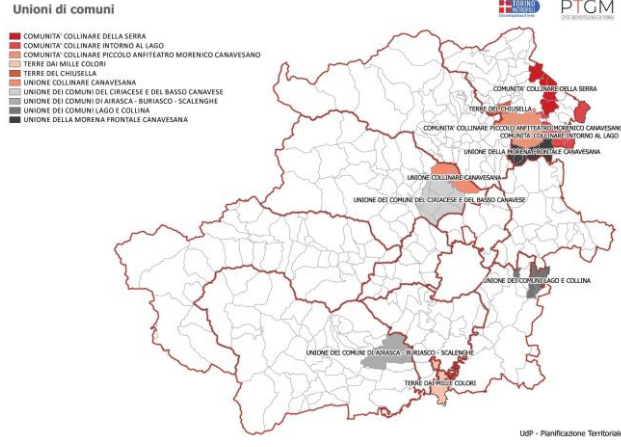 Unioni di comuni
TORINO
METROPOLI
PTGM
COMUNITA' COLLINARE DELLA SERRA
COMUNITA' COLLINARE INTORNO AL LAGO
COMUNITA' COLLINARE PICCOLO ANFITEATRO MORENICO CANAVESANO
TERRE DAI MILLE COLORI
TERRE DEL CHIUSELLA
UNIONE COLLINARE CANAVESANA
UNIONE DEI COMUNI DEL CIRIACESE E DEL BASSO CANAVESE
UNIONE DEI COMUNI DI AIRASCA - BURIASCO - SCALENGHE
UNIONE DEI COMUNI LAGO E COLLINA
UNIONE DELLA MORENA FRONTALE CANAVESANA
COMUNITA' COLLINARE DELLA SERRA
TERRE DEL CHIUSELLA
COMUNITA' COLLINARE PICCOLO ANFITEATRO MORENICO CANAVESANO
COMUNITA' COLLINARE INTORNO AL LAGO
UNIONE DELLA MORENA FRONTALE CANAVESANA
UNIONE COLLINARE CANAVESANA
UNIONE DEI COMUNI DEL CIRIACESE E DEL BASSO CANAVESE
UNIONE DEI COMUNI LAGO E COLLINA
UNIONE DEI COMUNI DI AIRASCA - BURIASCO - SCALENGHE
TERRE DAI MILLE COLORI
UdP - Planificazione Territoriale